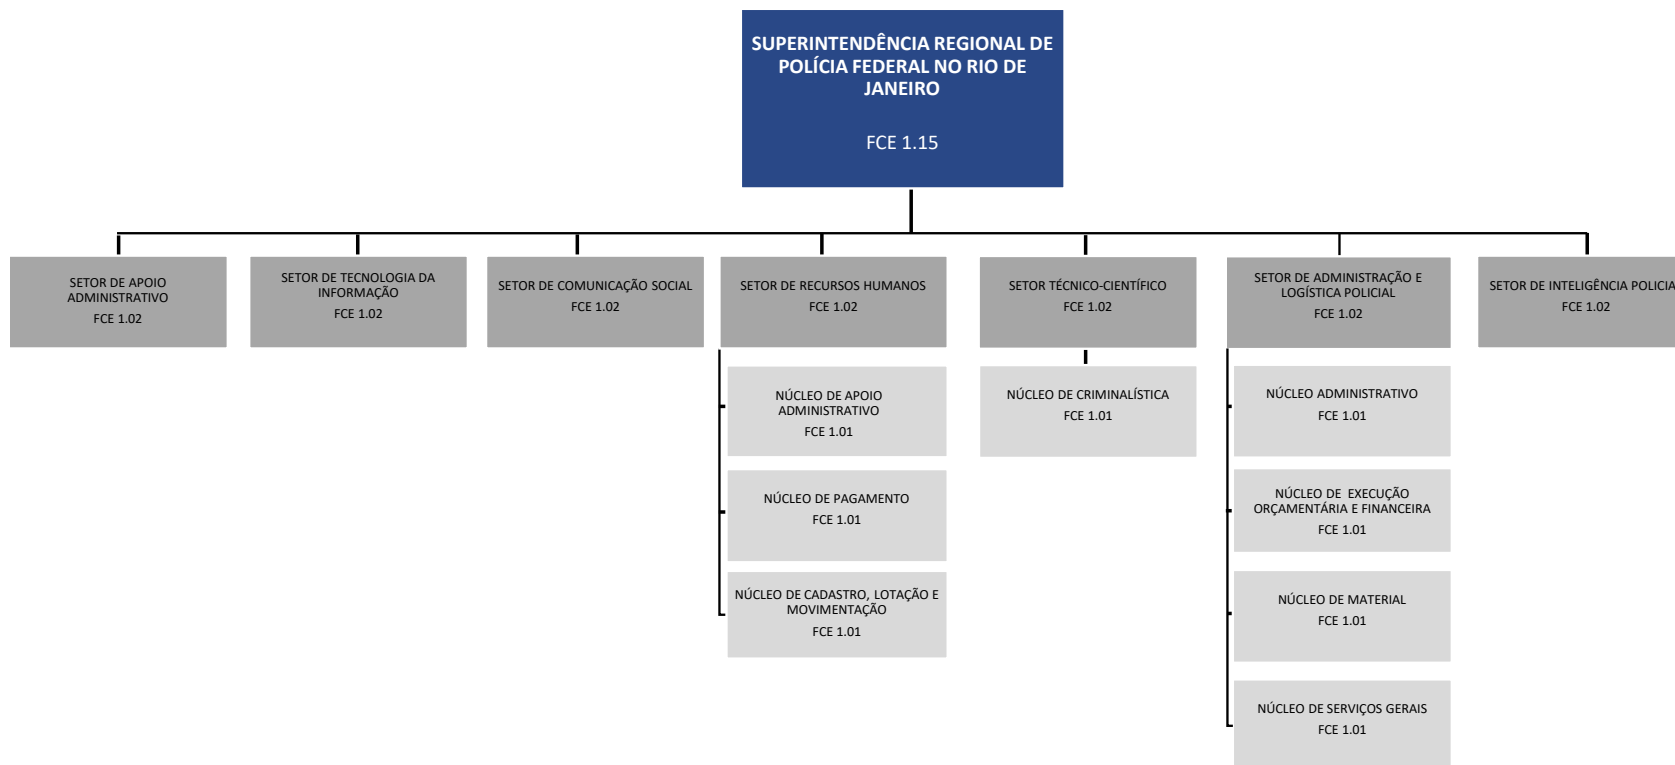 SUPERINTENDÊNCIA REGIONAL DE
POLÍCIA FEDERAL NO RIO DE
JANEIRO
FCE 1.15
SETOR DE APOIO
ADMINISTRATIVO
FCE 1.02
SETOR DE TECNOLOGIA DA
INFORMAÇÃO
FCE 1.02
SETOR DE COMUNICAÇÃO SOCIAL
FCE 1.02
SETOR DE RECURSOS HUMANOS
FCE 1.02
SETOR TÉCNICO-CIENTÍFICO
FCE 1.02
SETOR DE ADMINISTRAÇÃO E
LOGÍSTICA POLICIAL
FCE 1.02
SETOR DE INTELIGÊNCIA POLICIA
FCE 1.02
NÚCLEO DE APOIO
ADMINISTRATIVO
FCE 1.01
NÚCLEO DE PAGAMENTO
FCE 1.01
NÚCLEO DE CADASTRO, LOTAÇÃO E
MOVIMENTAÇÃO
FCE 1.01
NÚCLEO DE CRIMINALÍSTICA
FCE 1.01
NÚCLEO ADMINISTRATIVO
FCE 1.01
NÚCLEO DE EXECUÇÃO
ORÇAMENTÁRIA E FINANCEIRA
FCE 1.01
NÚCLEO DE MATERIAL
FCE 1.01
NÚCLEO DE SERVIÇOS GERAIS
FCE 1.01